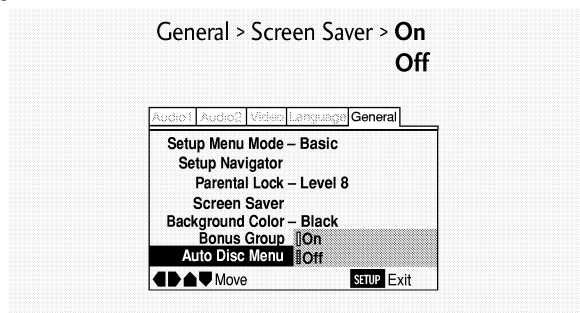 General > Screen Saver > On
Off
Audio1 Audio2 Video Language General
Setup Menu Mode – Basic
Setup Navigator
Parental Lock – Level 8
Screen Saver
Background Color – Black
Bonus Group On
Auto Disc Menu Off
Move SETUP Exit